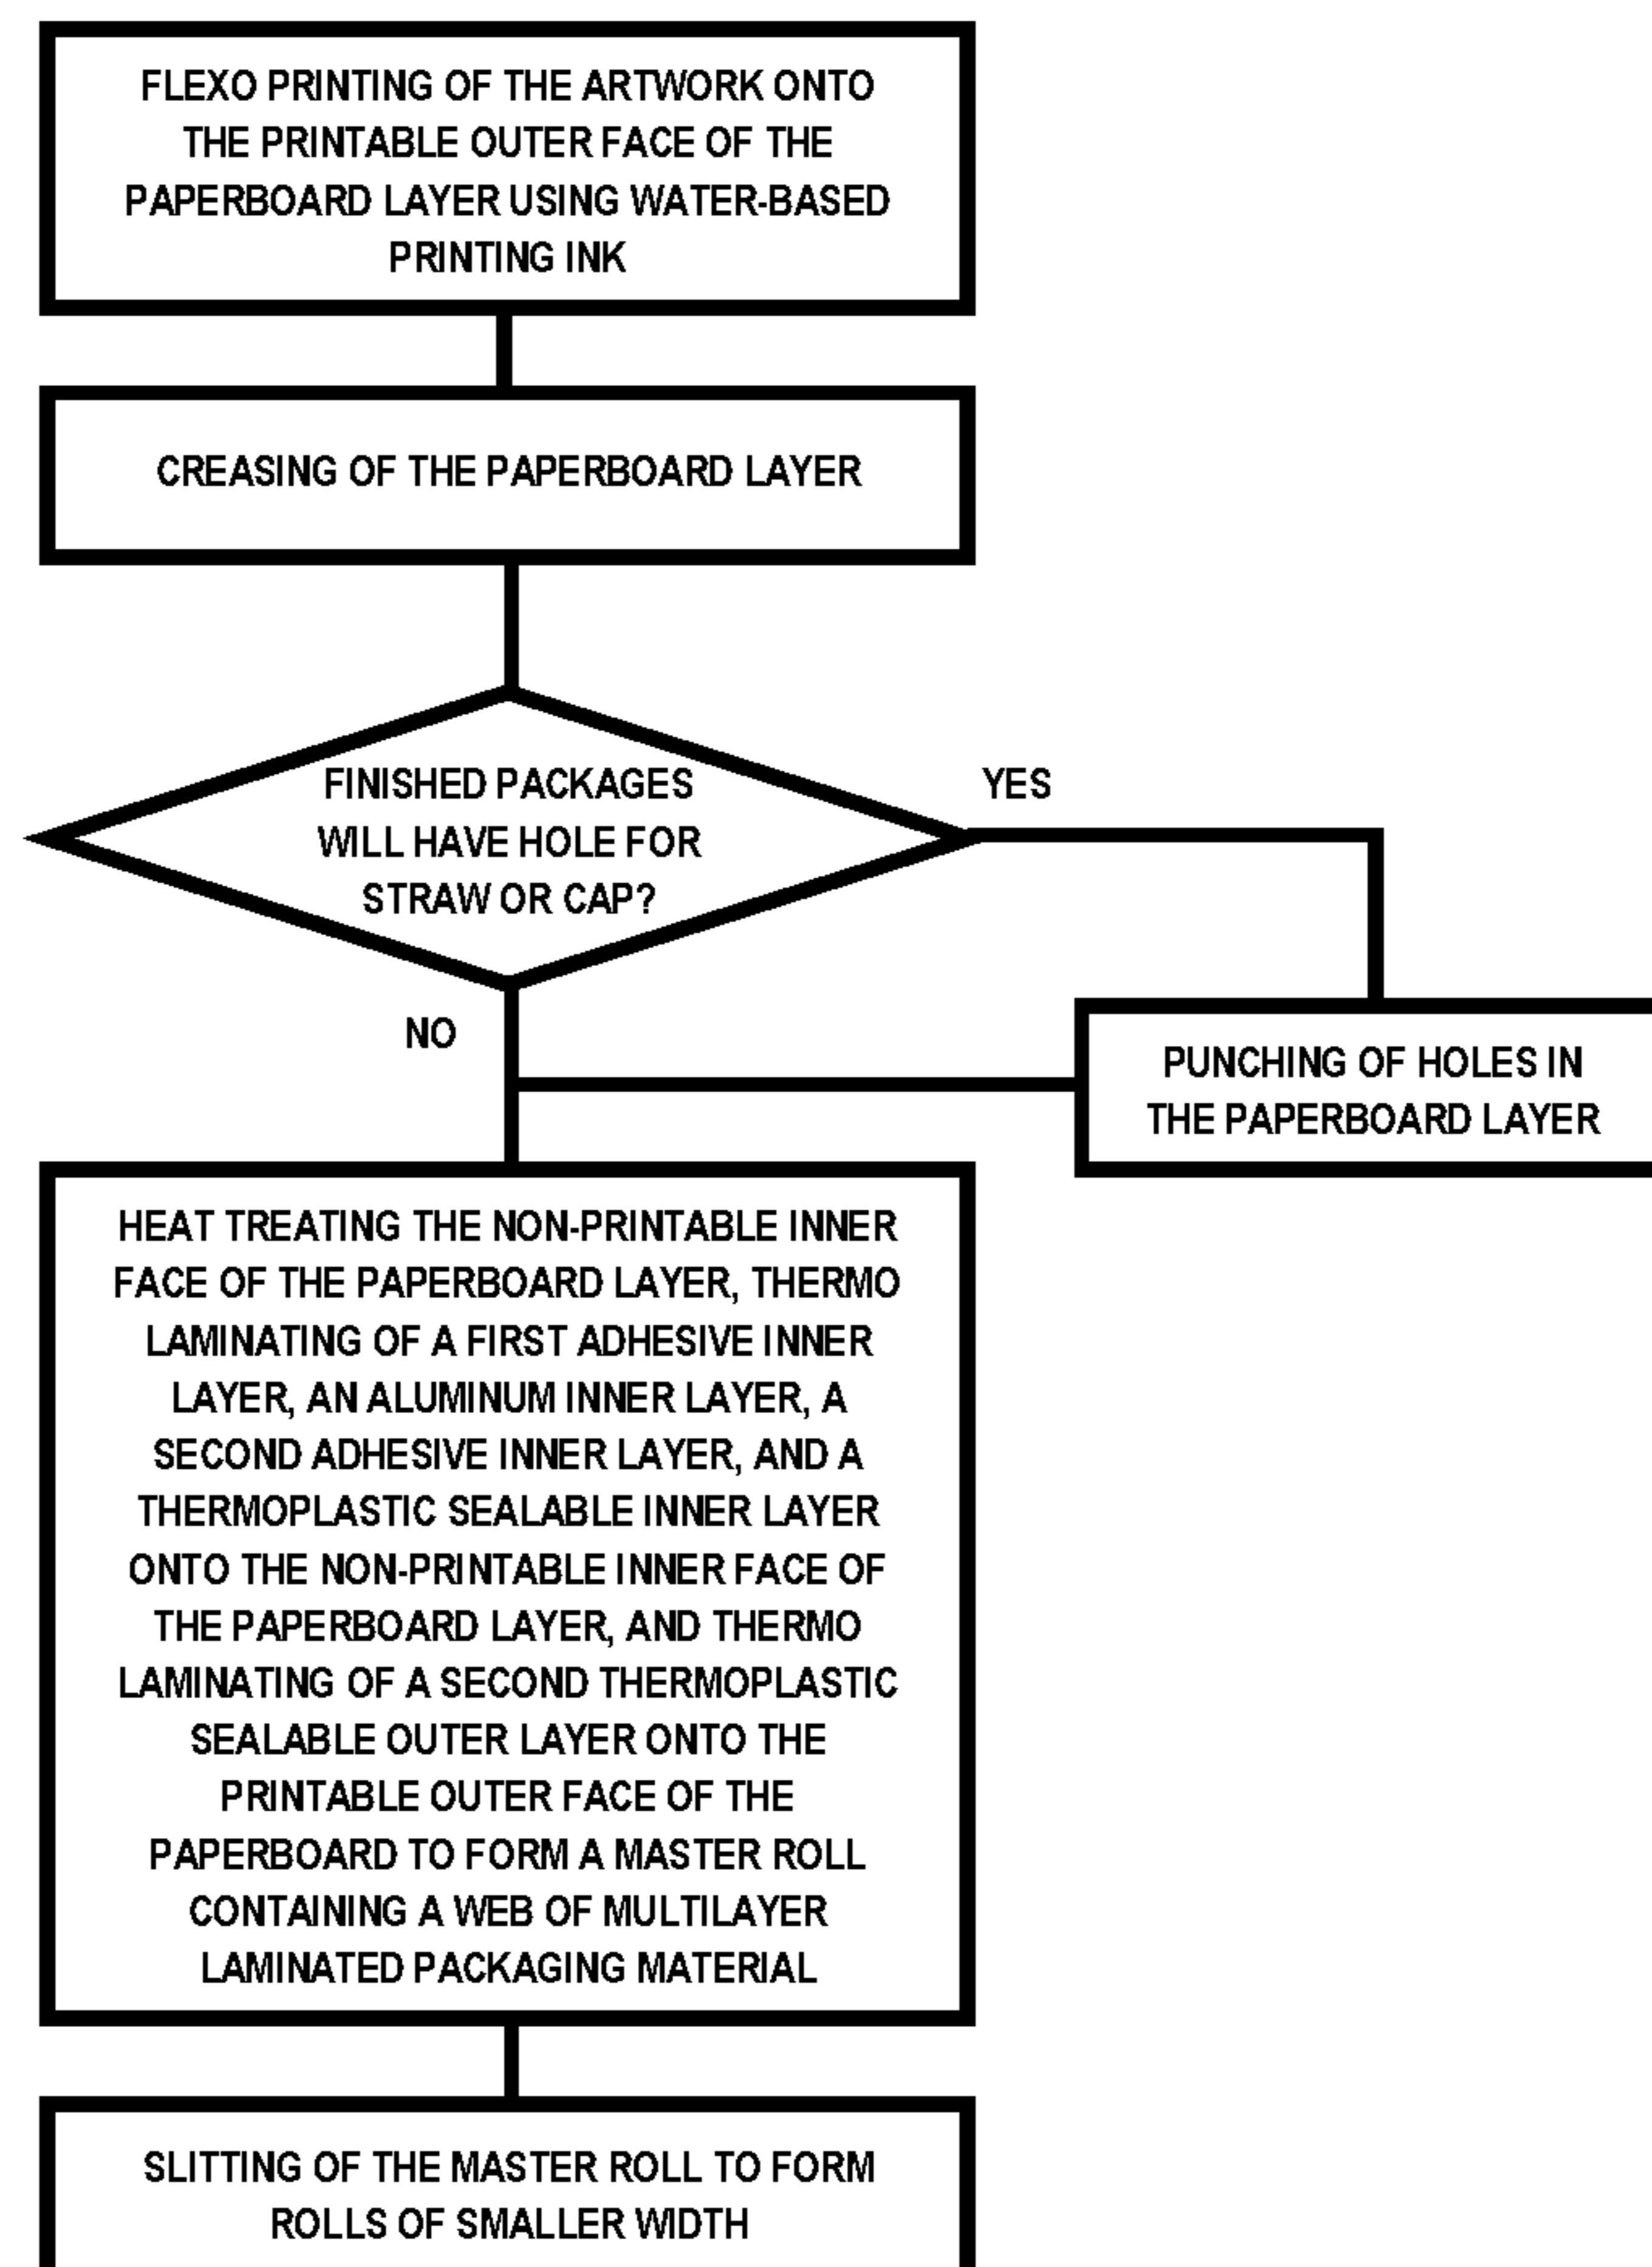 FLEXO PRINTING OF THE ARTWORK ONTO
THE PRINTABLE OUTER FACE OF THE
PAPERBOARD LAYER USING WATER-BASED
PRINTING INK
CREASING OF THE PAPERBOARD LAYER
FINISHED PACKAGES
WILL HAVE HOLE FOR
STRAW OR CAP?
YES
NO
PUNCHING OF HOLES IN
THE PAPERBOARD LAYER
HEAT TREATING THE NON-PRINTABLE INNER
FACE OF THE PAPERBOARD LAYER, THERMO
LAMINATING OF A FIRST ADHESIVE INNER
LAYER, AN ALUMINUM INNER LAYER, A
SECOND ADHESIVE INNER LAYER, AND A
THERMOPLASTIC SEALABLE INNER LAYER
ONTO THE NON-PRINTABLE INNER FACE OF
THE PAPERBOARD LAYER, AND THERMO
LAMINATING OF A SECOND THERMOPLASTIC
SEALABLE OUTER LAYER ONTO THE
PRINTABLE OUTER FACE OF THE
PAPERBOARD TO FORM A MASTER ROLL
CONTAINING A WEB OF MULTILAYER
LAMINATED PACKAGING MATERIAL
SLITTING OF THE MASTER ROLL TO FORM
ROLLS OF SMALLER WIDTH